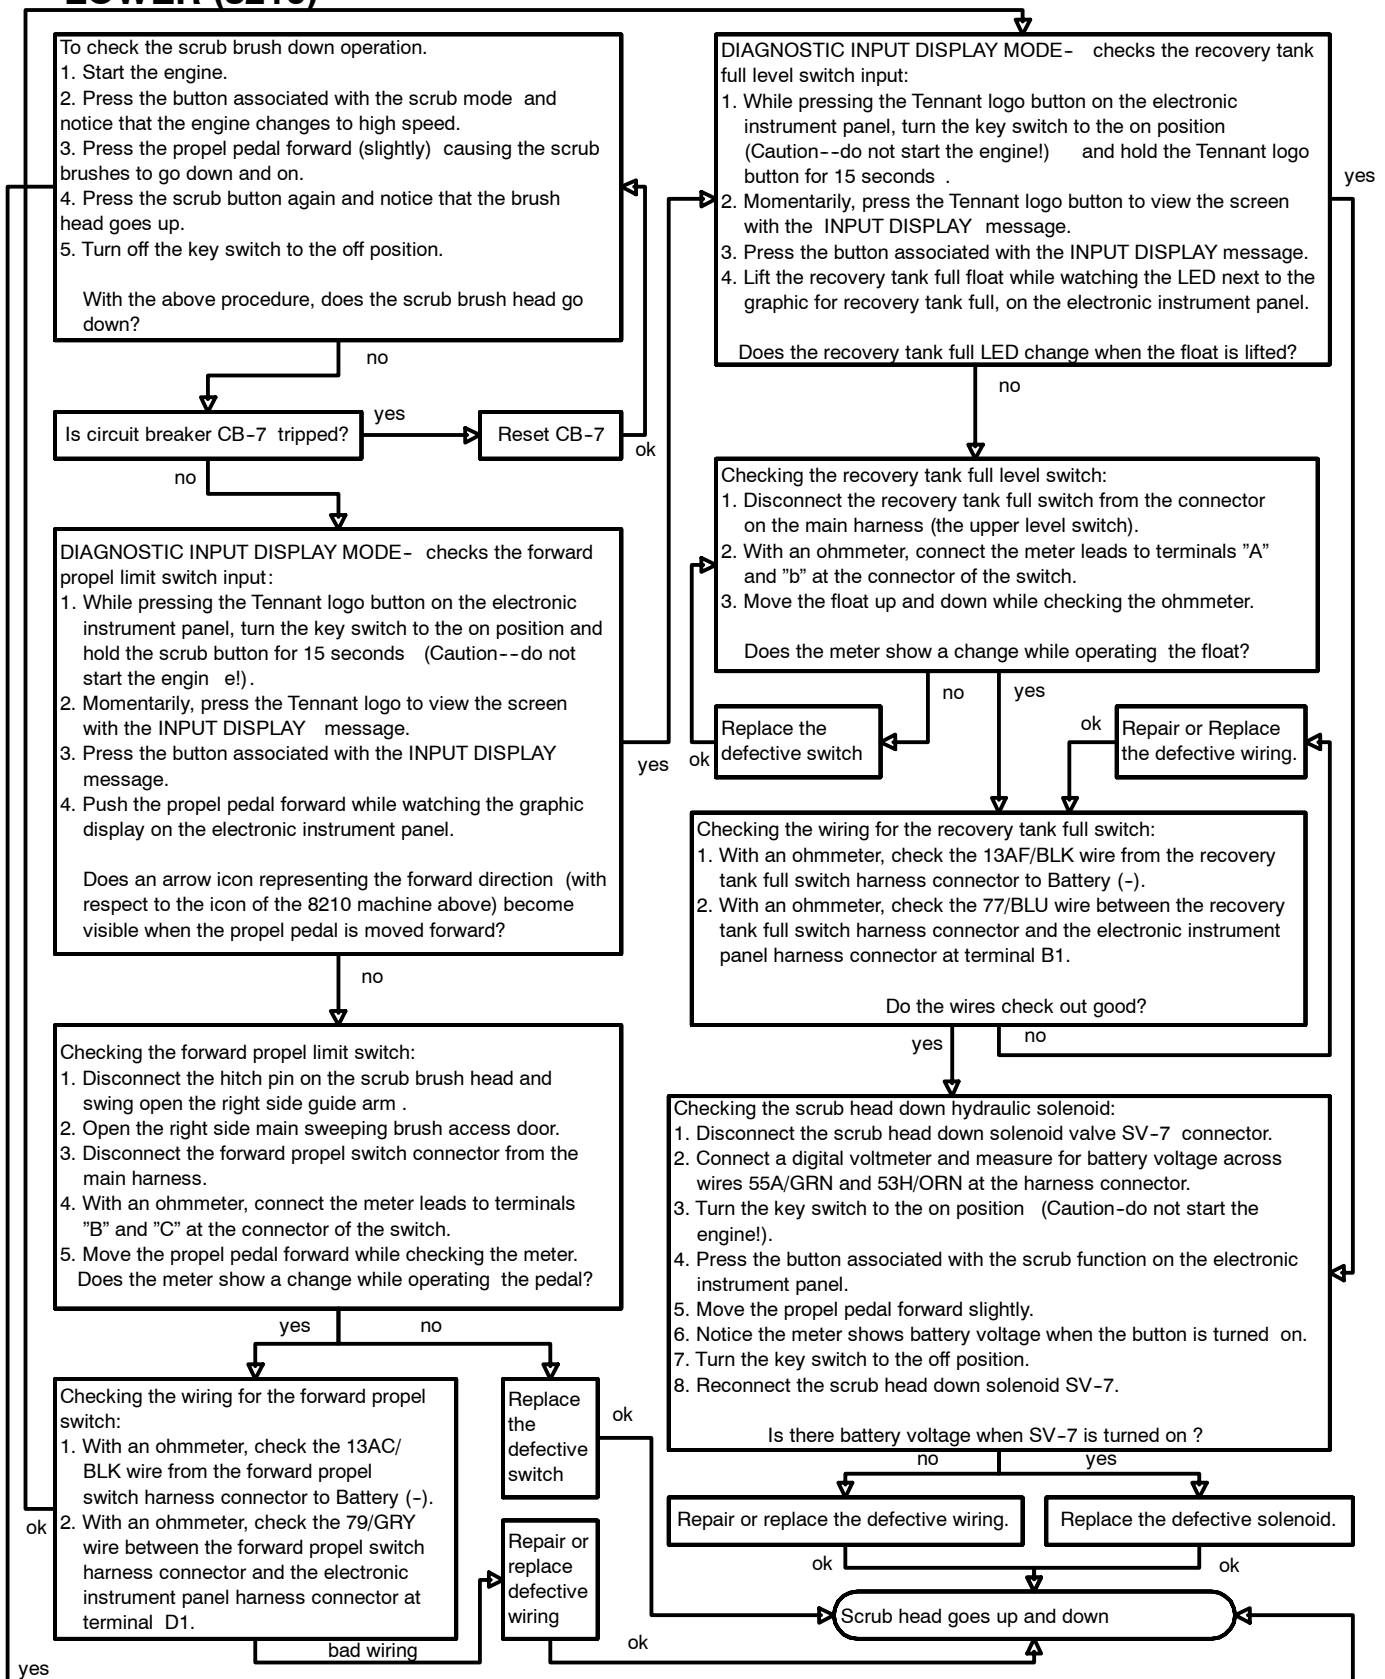 LOWER (8210)
To check the scrub brush down operation.
1. Start the engine.
2. Press the button associated with the scrub mode and
notice that the engine changes to high speed.
3. Press the propel pedal forward (slightly) causing the scrub
brushes to go down and on.
4. Press the scrub button again and notice that the brush
head goes up.
5. Turn off the key switch to the off position.
With the above procedure, does the scrub brush head go
down?
no
Is circuit breaker CB-7 tripped?
yes
Reset CB-7
ok
no
DIAGNOSTIC INPUT DISPLAY MODE- checks the forward
propel limit switch input:
1. While pressing the Tennant logo button on the electronic
instrument panel, turn the key switch to the on position and
hold the scrub button for 15 seconds (Caution--do not
start the engin e!).
2. Momentarily, press the Tennant logo to view the screen
with the INPUT DISPLAY message.
3. Press the button associated with the INPUT DISPLAY
message.
4. Push the propel pedal forward while watching the graphic
display on the electronic instrument panel.
Does an arrow icon representing the forward direction (with
respect to the icon of the 8210 machine above) become
visible when the propel pedal is moved forward?
yes
no
Checking the forward propel limit switch:
1. Disconnect the hitch pin on the scrub brush head and
swing open the right side guide arm .
2. Open the right side main sweeping brush access door.
3. Disconnect the forward propel switch connector from the
main harness.
4. With an ohmmeter, connect the meter leads to terminals
”B” and ”C” at the connector of the switch.
5. Move the propel pedal forward while checking the meter.
Does the meter show a change while operating the pedal?
yes
no
Checking the wiring for the forward propel
switch:
1. With an ohmmeter, check the 13AC/
BLK wire from the forward propel
switch harness connector to Battery (-).
2. With an ohmmeter, check the 79/GRY
wire between the forward propel switch
harness connector and the electronic
instrument panel harness connector at
terminal D1.
ok
bad wiring
yes
Replace
the
defective
switch
ok
Repair or
replace
defective
wiring
ok
DIAGNOSTIC INPUT DISPLAY MODE- checks the recovery tank
full level switch input:
1. While pressing the Tennant logo button on the electronic
instrument panel, turn the key switch to the on position
(Caution--do not start the engine!) and hold the Tennant logo
button for 15 seconds .
2. Momentarily, press the Tennant logo button to view the screen
with the INPUT DISPLAY message.
3. Press the button associated with the INPUT DISPLAY message.
4. Lift the recovery tank full float while watching the LED next to the
graphic for recovery tank full, on the electronic instrument panel.
Does the recovery tank full LED change when the float is lifted?
yes
no
Checking the recovery tank full level switch:
1. Disconnect the recovery tank full switch from the connector
on the main harness (the upper level switch).
2. With an ohmmeter, connect the meter leads to terminals ”A”
and ”b” at the connector of the switch.
3. Move the float up and down while checking the ohmmeter.
Does the meter show a change while operating the float?
no
yes
Replace the
defective switch
ok
ok
Repair or Replace
the defective wiring.
Checking the wiring for the recovery tank full switch:
1. With an ohmmeter, check the 13AF/BLK wire from the recovery
tank full switch harness connector to Battery (-).
2. With an ohmmeter, check the 77/BLU wire between the recovery
tank full switch harness connector and the electronic instrument
panel harness connector at terminal B1.
Do the wires check out good?
yes
no
Checking the scrub head down hydraulic solenoid:
1. Disconnect the scrub head down solenoid valve SV-7 connector.
2. Connect a digital voltmeter and measure for battery voltage across
wires 55A/GRN and 53H/ORN at the harness connector.
3. Turn the key switch to the on position (Caution-do not start the
engine!).
4. Press the button associated with the scrub function on the electronic
instrument panel.
5. Move the propel pedal forward slightly.
6. Notice the meter shows battery voltage when the button is turned on.
7. Turn the key switch to the off position.
8. Reconnect the scrub head down solenoid SV-7.
Is there battery voltage when SV-7 is turned on ?
no
yes
Repair or replace the defective wiring.
Replace the defective solenoid.
ok
ok
Scrub head goes up and down